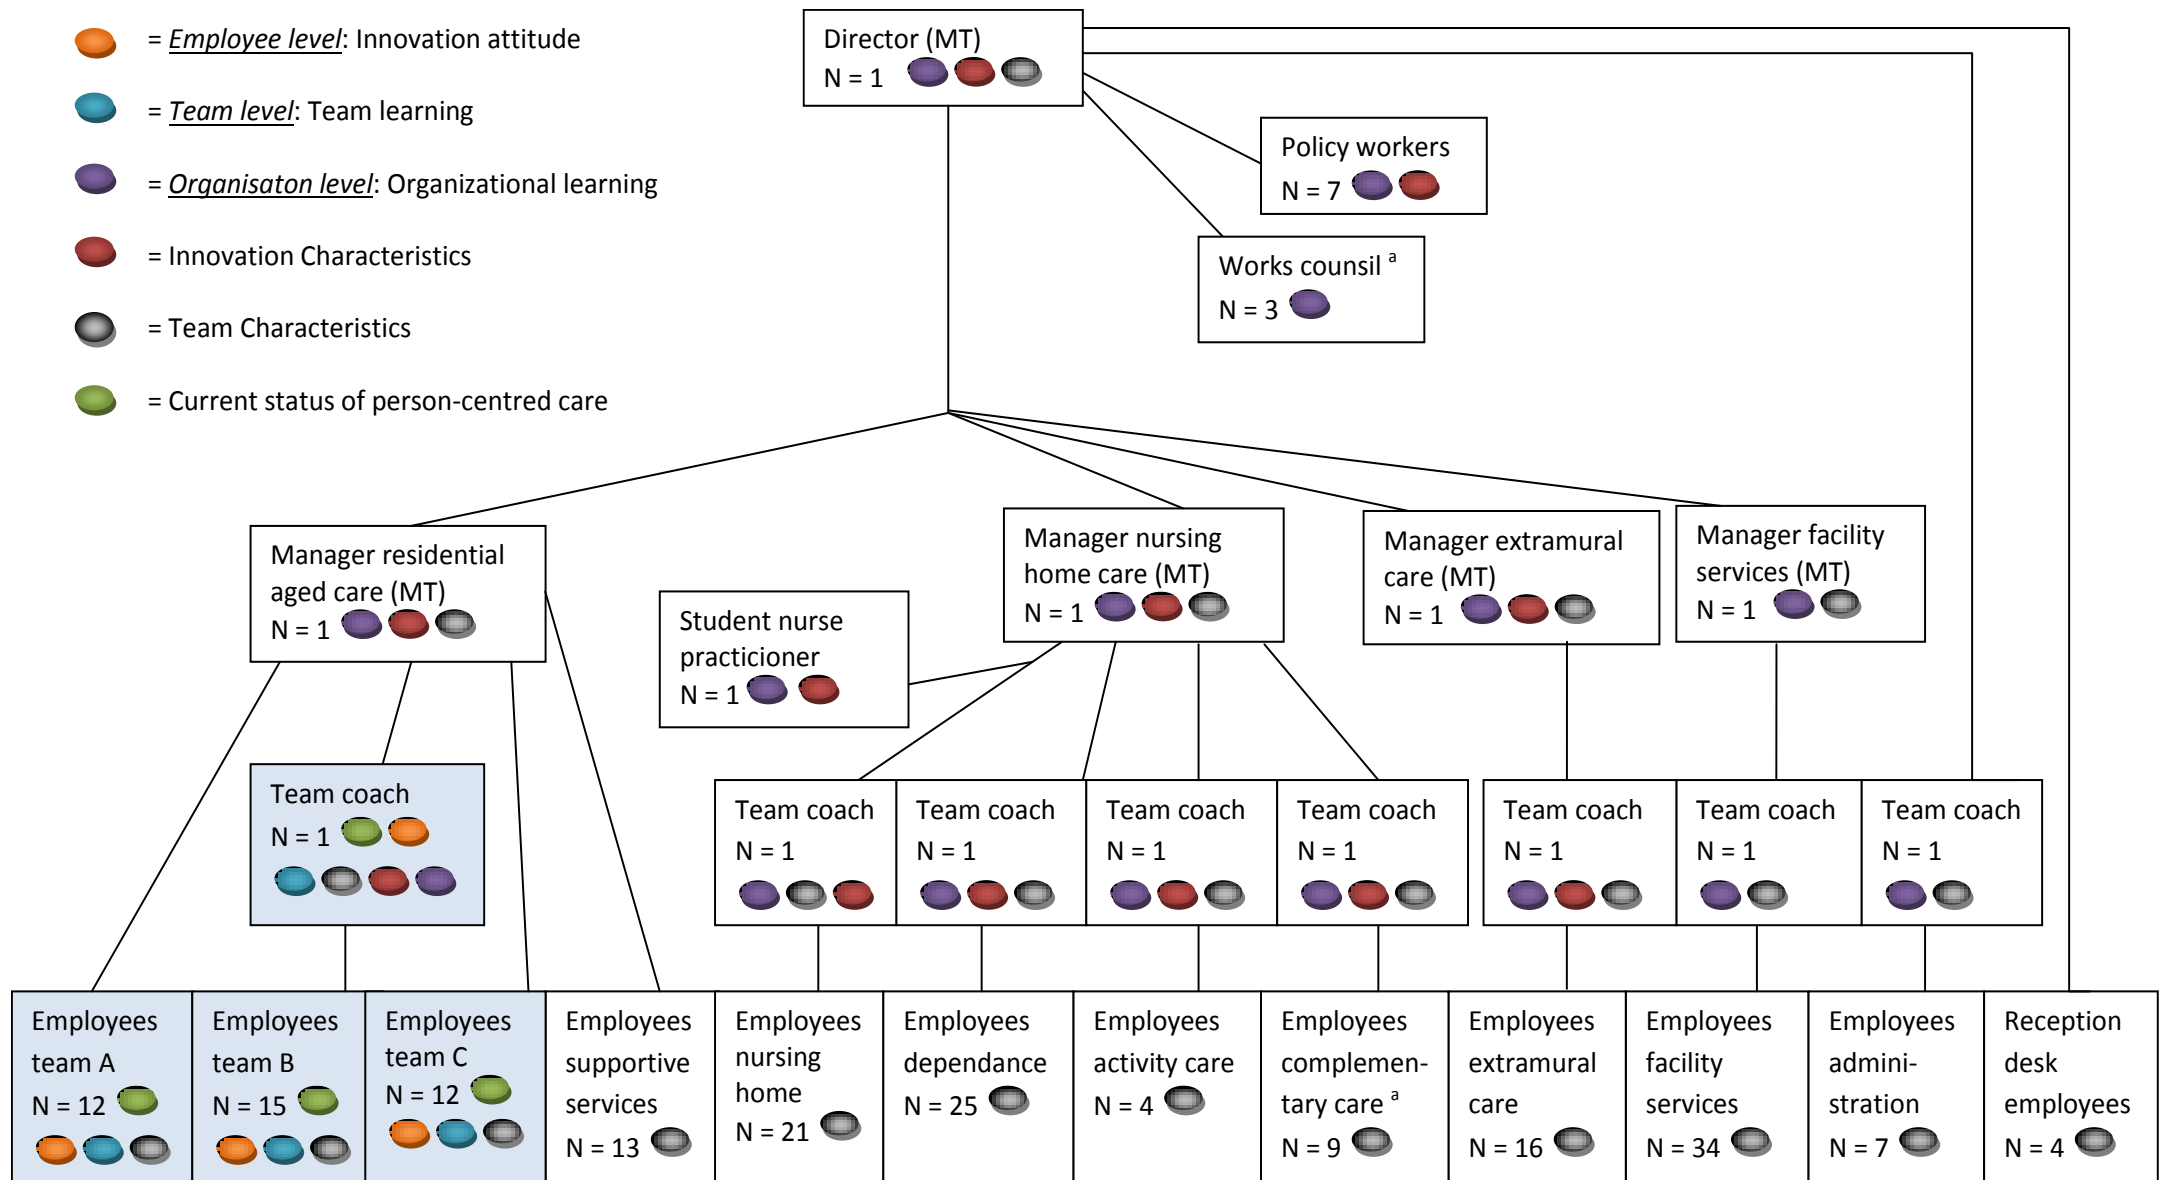 = Employee level: Innovation attitude
= Team level: Team learning
= Organisaton level: Organizational learning
= Innovation Characteristics
= Team Characteristics
= Current status of person-centred care
Director (MT)
N = 1
Policy workers
N = 7
Works counsil ᵃ
N = 3
Manager residential
aged care (MT)
N = 1
Student nurse
practicioner
N = 1
Manager nursing
home care (MT)
N = 1
Manager extramural
care (MT)
N = 1
Manager facility
services (MT)
N = 1
Team coach
N = 1
Team coach
N = 1
Team coach
N = 1
Team coach
N = 1
Team coach
N = 1
Team coach
N = 1
Team coach
N = 1
Team coach
N = 1
Employees
team A
N = 12
Employees
team B
N = 15
Employees
team C
N = 12
Employees
supportive
services
N = 13
Employees
nursing
home
N = 21
Employees
dependance
N = 25
Employees
activity care
N = 4
Employees
complemen-
tary care ᵃ
N = 9
Employees
extramural
care
N = 16
Employees
facility
services
N = 34
Employees
admini-
stration
N = 7
Reception
desk
employees
N = 4